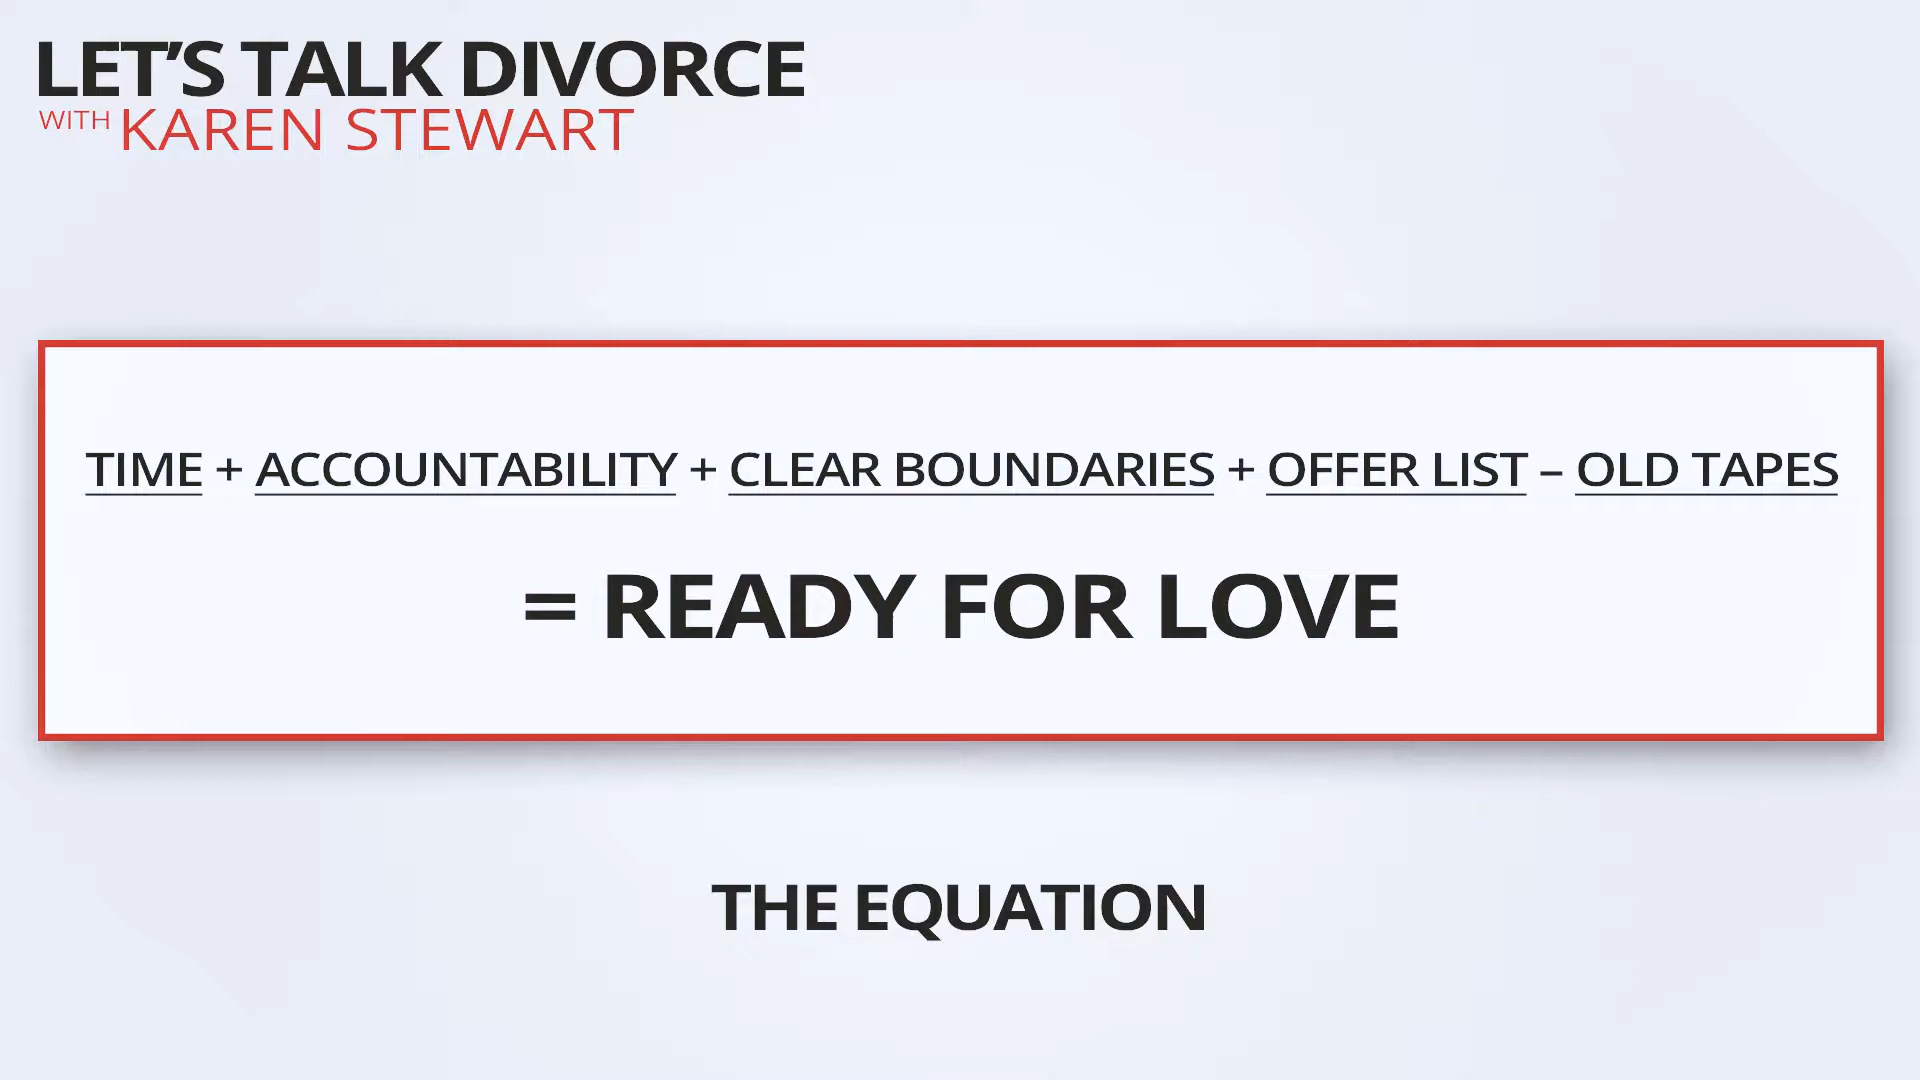 LET'S TALK DIVORCE
WITH KAREN STEWART
TIME + ACCOUNTABILITY + CLEAR BOUNDARIES + OFFER LIST – OLD TAPES
= READY FOR LOVE
THE EQUATION